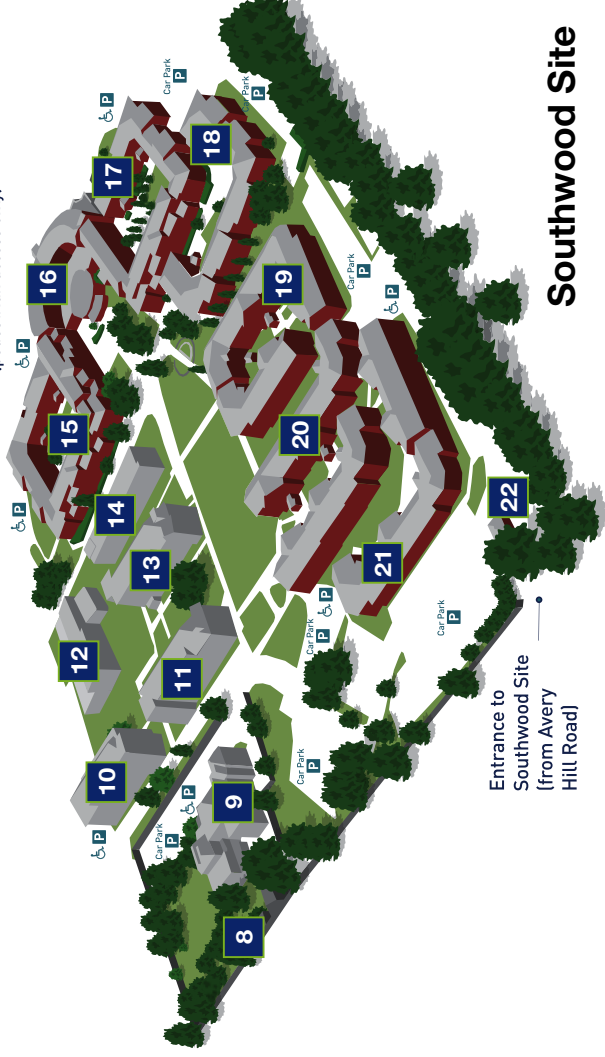 P
P
16
15
12
P
P
10
17
14
13
Car Park P
Car Park P
11
P
18
9
8
Car Park P
19
20
Car Park P
Car Park P
P
Car Park P
21
P
Car Park P
22
Entrance to
Southwood Site
(from Avery
Hill Road)
Southwood Site